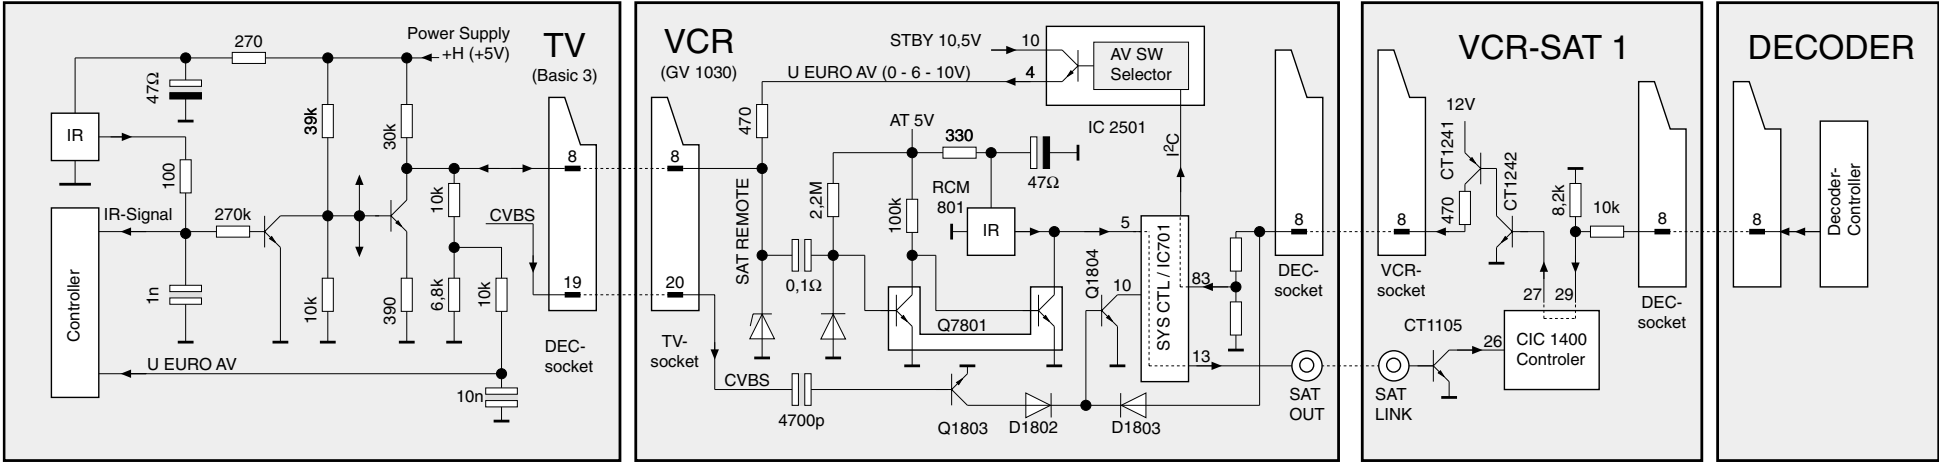 TV
(Basic 3)
Power Supply
+H (+5V)
270
47Ω
39k
30k
IR
100
IR-Signal
270k
10k
CVBS
8
19
1n
10k
390
6,8k
10k
Controller
U EURO AV
10n
DEC-
socket
VCR
(GV 1030)
STBY 10,5V
10
U EURO AV (0 - 6 - 10V)
4
AV SW
Selector
IC 2501
I²C
470
8
20
SAT REMOTE
TV-
socket
AT 5V
330
47Ω
2,2M
100k
RCM
801
IR
5
0,1Ω
Q7801
Q1804
10
SYS CTL / IC701
83
13
CVBS
4700p
Q1803
D1802
D1803
8
DEC-
socket
SAT
OUT
VCR-SAT 1
12V
CT1241
CT1242
470
8,2k
10k
8
8
VCR-
socket
27
29
DEC-
socket
CT1105
26
CIC 1400
Controler
SAT
LINK
DECODER
8
Decoder-
Controller